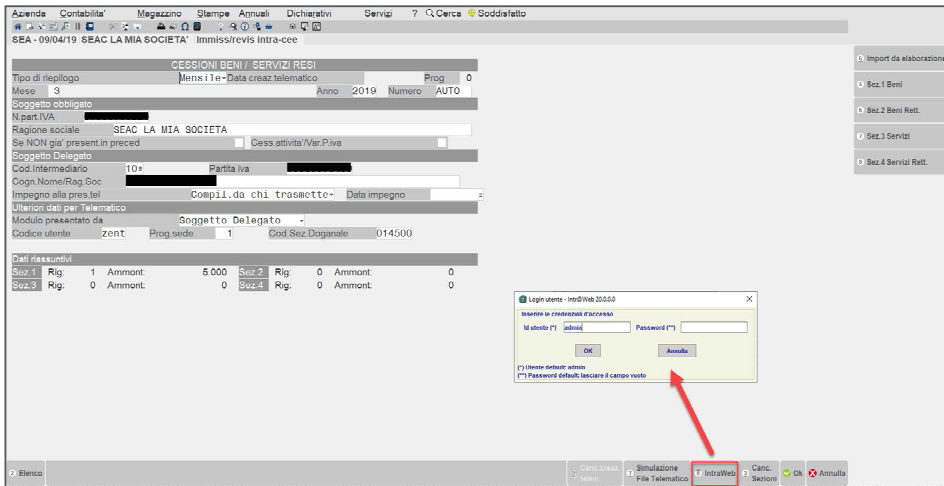 Azienda Contabilita' Magazzino Stampe Annuali Dichiarativi Servizi ? Cerca Soddisfatto
SEA - 09/04/19 SEAC LA MIA SOCIETA' Immiss/revis intra-cee
CESSIONI BENI / SERVIZI RESI
Tipo di riepilogo Mensile Data creaz.telematico Prog 0
Mese 3 Anno 2019 Numero AUTO
Soggetto obbligato
N.part.IVA
Ragione sociale SEAC LA MIA SOCIETA
Se NON gia' present.in preced Cess.attivita'/Var.P.iva
Soggetto Delegato
Cod.Intermediario 10 Partita iva
Cogn.Nome/Rag.Soc
Impegno alla pres.tel Compil.da chi trasmette Data impegno
Ulteriori dati per Telematico
Modulo presentato da Soggetto Delegato
Codice utente zent Prog.sede 1 Cod.Sez.Doganale 014500
Dati riassuntivi
Sez.1 Rig: 1 Ammont: 5.000 Sez.2 Rig: 0 Ammont: 0
Sez.3 Rig: 0 Ammont: 0 Sez.4 Rig: 0 Ammont: 0
Import da elaborazione
Sez.1 Beni
Sez.2 Beni Rett.
Sez.3 Servizi
Sez.4 Servizi Rett.
Login utente - Intr@Web 20.0.0.0
Inserire le credenziali d'accesso
Id utente (*) admin Password (**)
OK Annulla
(*) Utente default: admin
(**) Password default: lasciare il campo vuoto
Elenco
Canc.creaz. telem.
Simulazione File Telematico
IntraWeb
Canc. Sezioni
Ok
Annulla